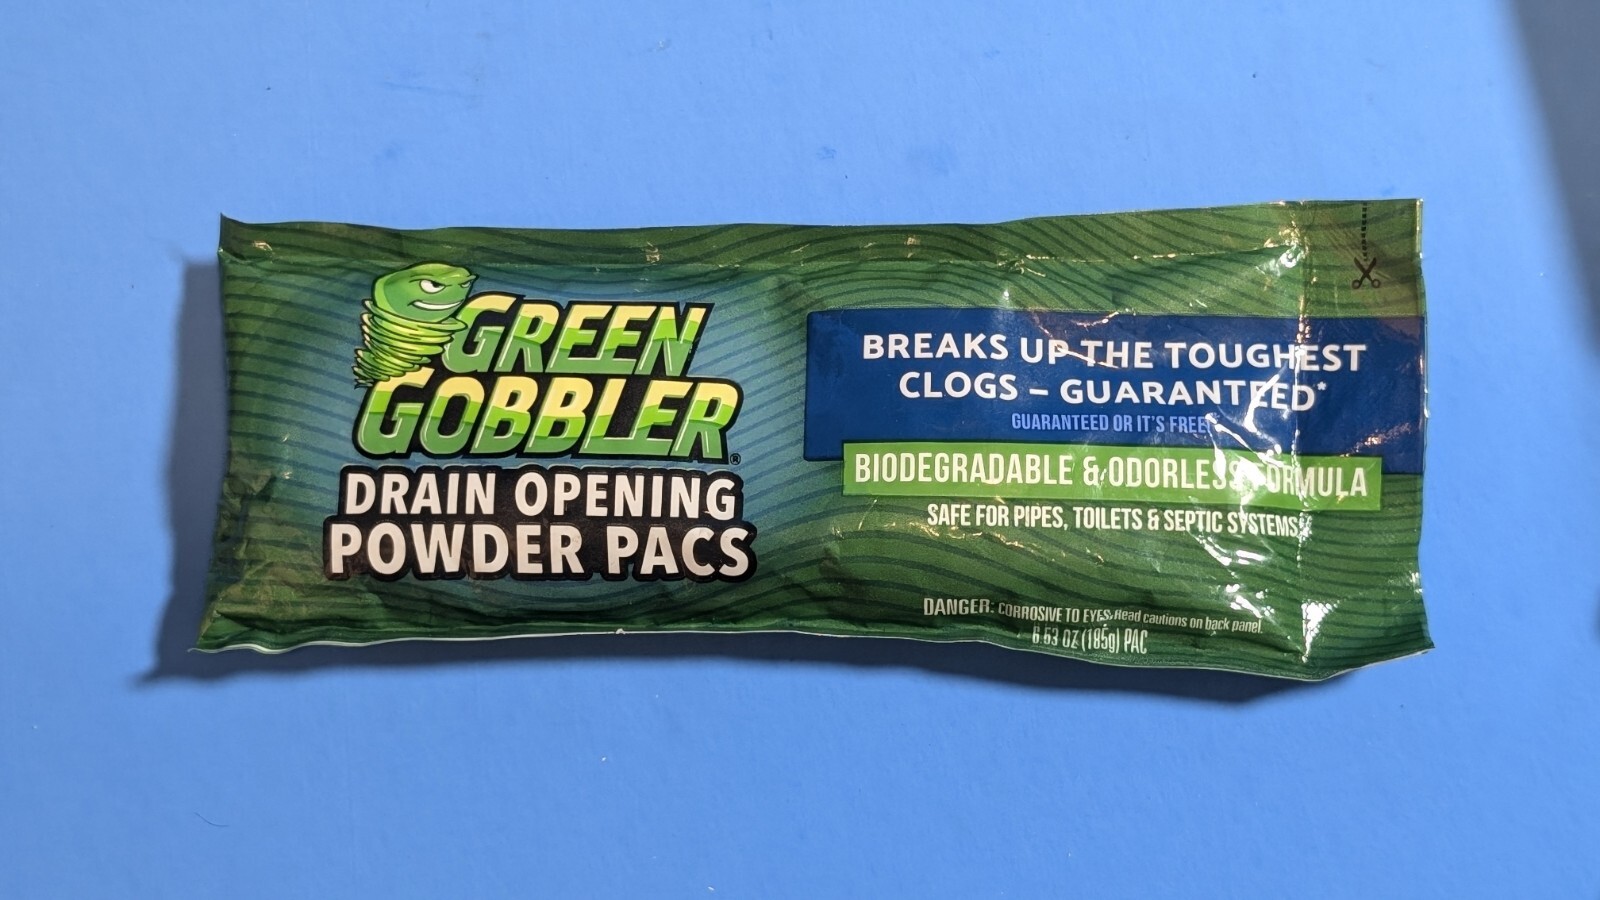 GREEN
GOBBLER®
DRAIN OPENING
POWDER PACS
BREAKS UP THE TOUGHEST
CLOGS – GUARANTEED*
GUARANTEED OR IT'S FREE
BIODEGRADABLE & ODORLESS FORMULA
SAFE FOR PIPES, TOILETS & SEPTIC SYSTEMS
DANGER: CORROSIVE TO EYES. Read cautions on back panel.
6.53 OZ (185g) PAC